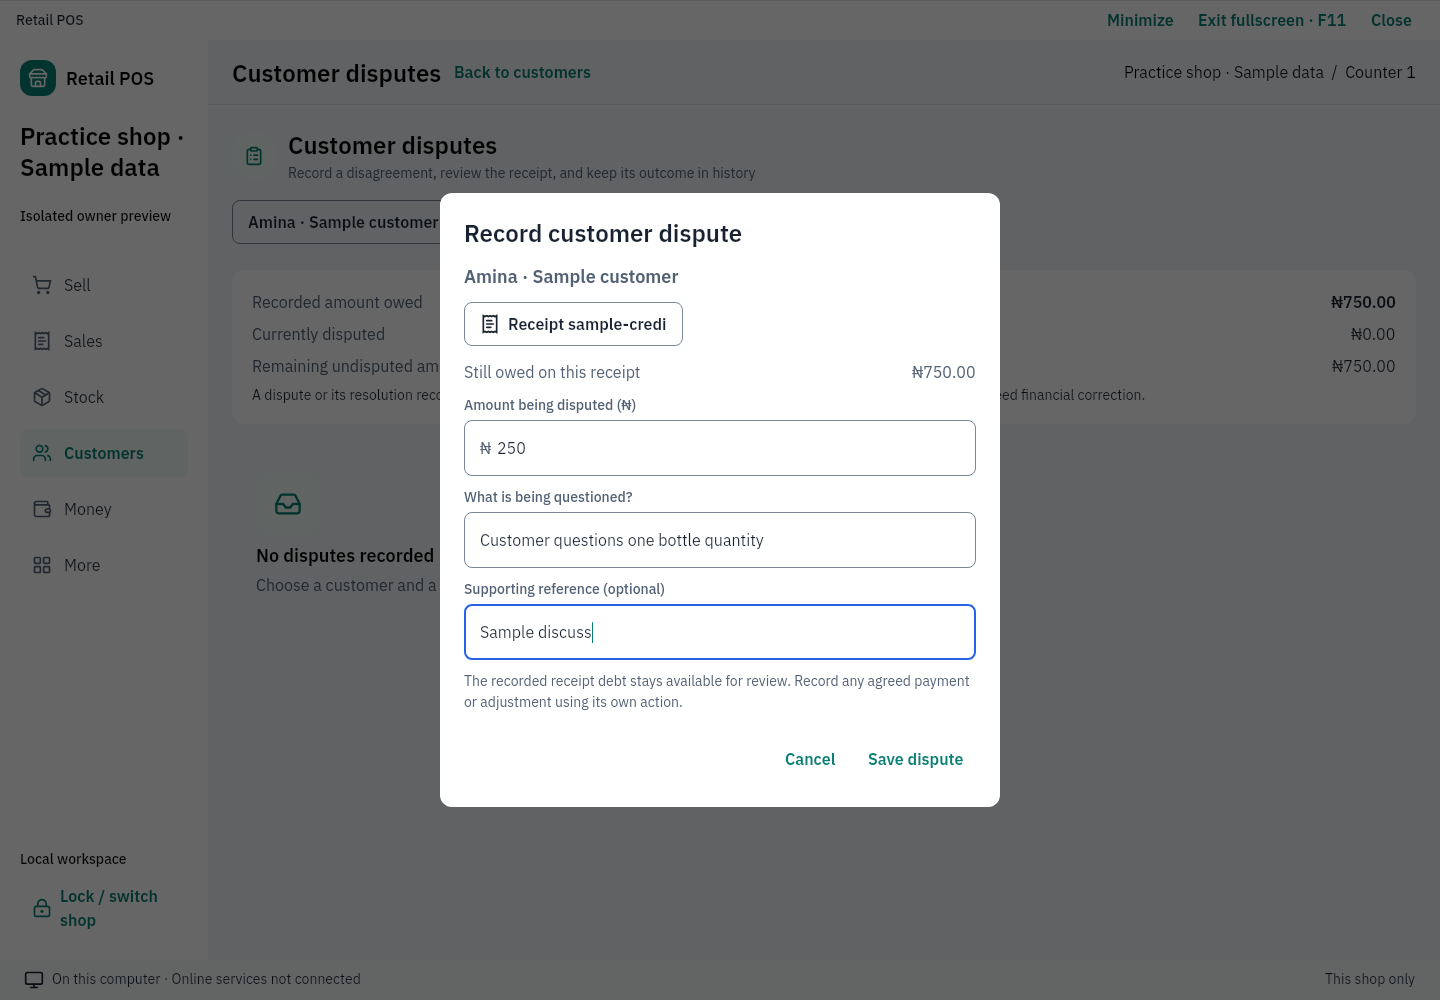 Retail POS
Minimize
Exit fullscreen · F11
Close
Retail POS
Customer disputes
Back to customers
Practice shop · Sample data / Counter 1
Practice shop ·
Sample data
Isolated owner preview
Sell
Sales
Stock
Customers
Money
More
Local workspace
Lock / switch
shop
Customer disputes
Record a disagreement, review the receipt, and keep its outcome in history
Amina · Sample customer
Recorded amount owed
₦750.00
Currently disputed
₦0.00
Remaining undisputed am
₦750.00
A dispute or its resolution reco
ed financial correction.
No disputes recorded
Choose a customer and a
Record customer dispute
Amina · Sample customer
Receipt sample-credi
Still owed on this receipt
₦750.00
Amount being disputed (₦)
₦ 250
What is being questioned?
Customer questions one bottle quantity
Supporting reference (optional)
Sample discuss
The recorded receipt debt stays available for review. Record any agreed payment
or adjustment using its own action.
Cancel
Save dispute
On this computer · Online services not connected
This shop only